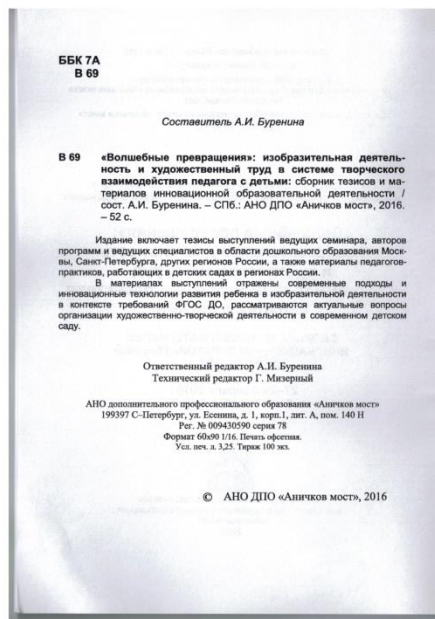 ББК 7А
В 69
Составитель А.И. Буренина
В 69 «Волшебные превращения»: изобразительная деятель-
ность и художественный труд в системе творческого
взаимодействия педагога с детьми: сборник тезисов и ма-
териалов инновационной образовательной деятельности /
сост. А.И. Буренина. – СПб.: АНО ДПО «Аничков мост», 2016.
– 52 с.
Издание включает тезисы выступлений ведущих семинара, авторов
программ и ведущих специалистов в области дошкольного образования Моск-
вы, Санкт-Петербурга, других регионов России, а также материалы педагогов-
практиков, работающих в детских садах в регионах России.
В материалах выступлений отражены современные подходы и
инновационные технологии развития ребенка в изобразительной деятельности
в контексте требований ФГОС ДО, рассматриваются актуальные вопросы
организации художественно-творческой деятельности в современном детском
саду.
Ответственный редактор А.И. Буренина
Технический редактор Г. Мизерный
АНО дополнительного профессионального образования «Аничков мост»
199397 С–Петербург, ул. Есенина, д. 1, корп.1, лит. А, пом. 140 Н
Рег. № 009430590 серия 78
Формат 60х90 1/16. Печать офсетная.
Усл. печ. л. 3,25. Тираж 100 экз.
© АНО ДПО «Аничков мост», 2016